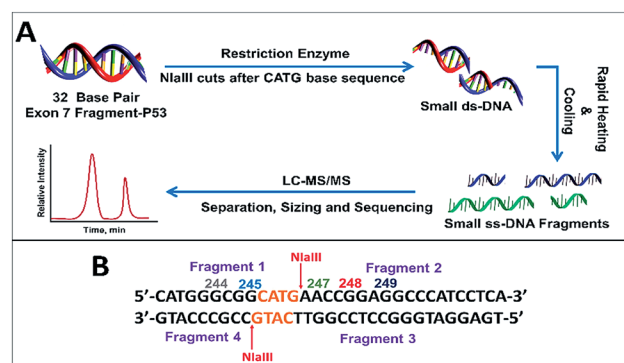 A
Restriction Enzyme
NlaIII cuts after CATG base sequence
32 Base Pair
Exon 7 Fragment-P53
Small ds-DNA
Rapid Heating
&
Cooling
Relative Intensity
Time, min
LC-MS/MS
Separation, Sizing and Sequencing
Small ss-DNA Fragments
B
NlaIII
Fragment 1
Fragment 2
244 245 247 248 249
5'-CATGGGCGGCATGAACCGGAGGCCCATCCTCA-3'
3'-GTACCCGCCGTACTTGGCCTCCGGGTAGGAGT-5'
Fragment 4
Fragment 3
NlaIII